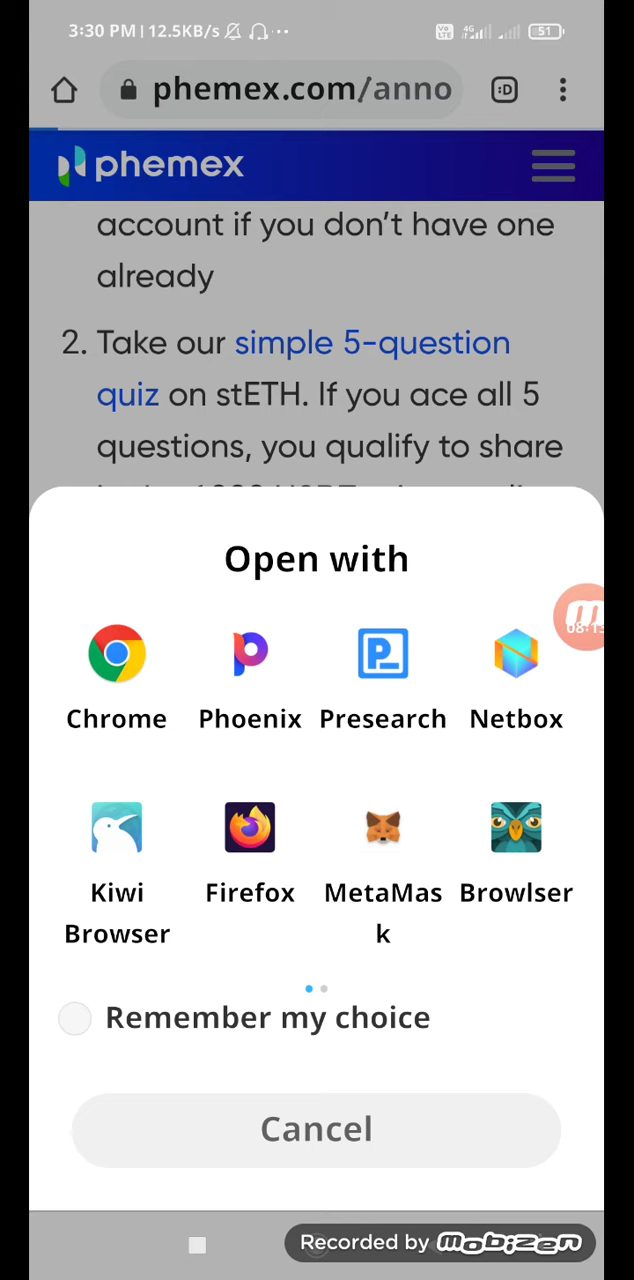 3:30 PM | 12.5KB/s
4G
51
phemex.com/anno
:D
phemex
account if you don't have one
already
2. Take our simple 5-question
quiz on stETH. If you ace all 5
questions, you qualify to share
Open with
Chrome Phoenix Presearch Netbox
Kiwi Browser Firefox MetaMas
k Browlser
Remember my choice
Cancel
Recorded by mobizen